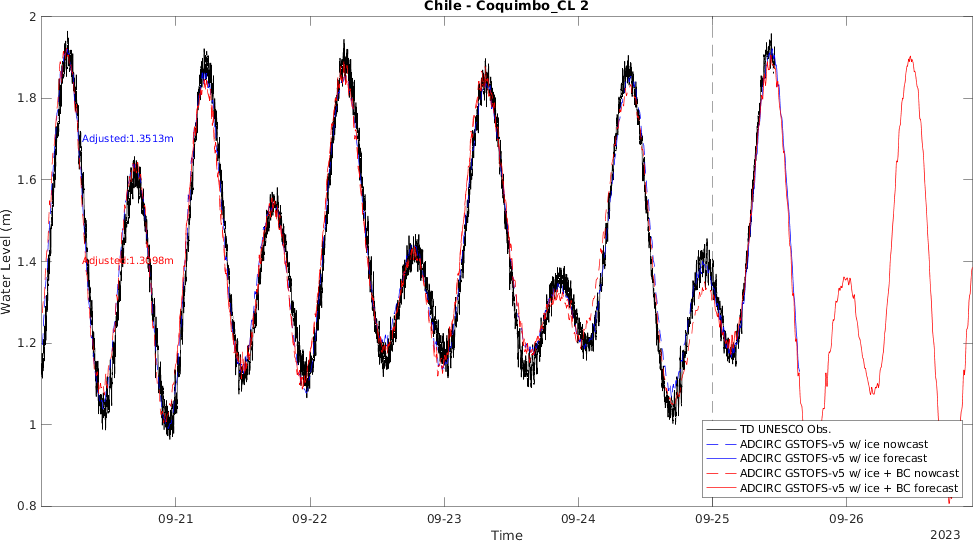 Chile - Coquimbo_CL 2
2
1.8
1.6
1.4
1.2
1
0.8
Water Level (m)
Adjusted:1.3513m
Adjusted:1.3098m
09-21
09-22
09-23
09-24
09-25
09-26
Time
2023
TD UNESCO Obs.
ADCIRC GSTOFS-v5 w/ ice nowcast
ADCIRC GSTOFS-v5 w/ ice forecast
ADCIRC GSTOFS-v5 w/ ice + BC nowcast
ADCIRC GSTOFS-v5 w/ ice + BC forecast